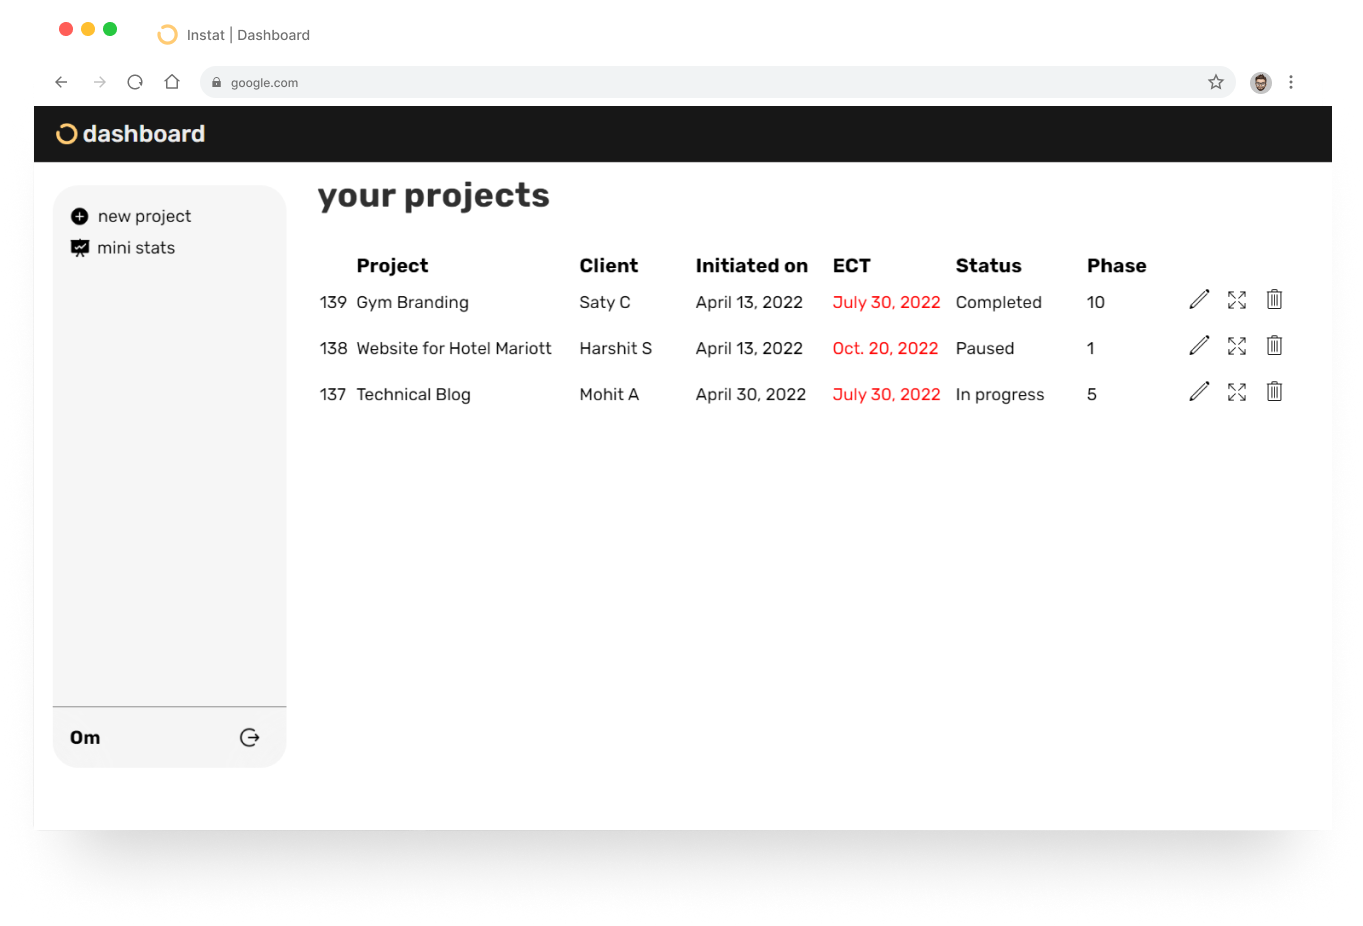 Instat | Dashboard
google.com
dashboard
new project
mini stats
Om
your projects
Project Client Initiated on ECT Status Phase
139 Gym Branding Saty C April 13, 2022 July 30, 2022 Completed 10
138 Website for Hotel Mariott Harshit S April 13, 2022 Oct. 20, 2022 Paused 1
137 Technical Blog Mohit A April 30, 2022 July 30, 2022 In progress 5